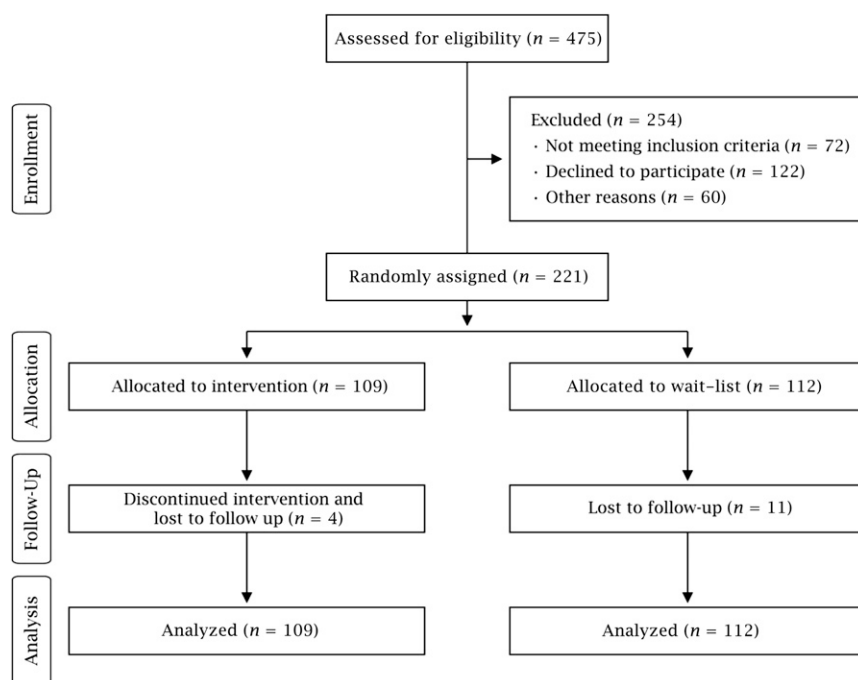 Assessed for eligibility (n = 475)
Enrollment
Excluded (n = 254)
· Not meeting inclusion criteria (n = 72)
· Declined to participate (n = 122)
· Other reasons (n = 60)
Randomly assigned (n = 221)
Allocation
Allocated to intervention (n = 109)
Allocated to wait–list (n = 112)
Follow-Up
Discontinued intervention and
lost to follow up (n = 4)
Lost to follow-up (n = 11)
Analysis
Analyzed (n = 109)
Analyzed (n = 112)